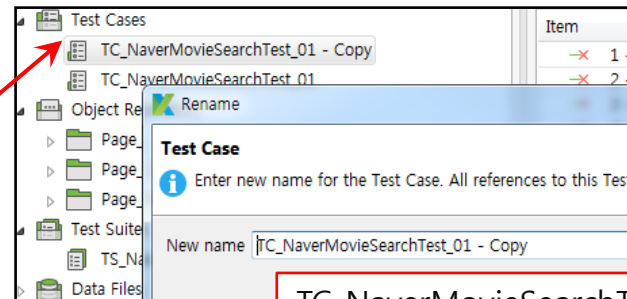 Test Cases
TC_NaverMovieSearchTest_01 - Copy
TC_NaverMovieSearchTest_01
Object Re
Page_
Page_
Page_
Test Suite
TS_Na
Data Files
Item
1 -
2 -
Rename
Test Case
Enter new name for the Test Case. All references to this Tes
New name TC_NaverMovieSearchTest_01 - Copy
TC_NaverMovieSearchT